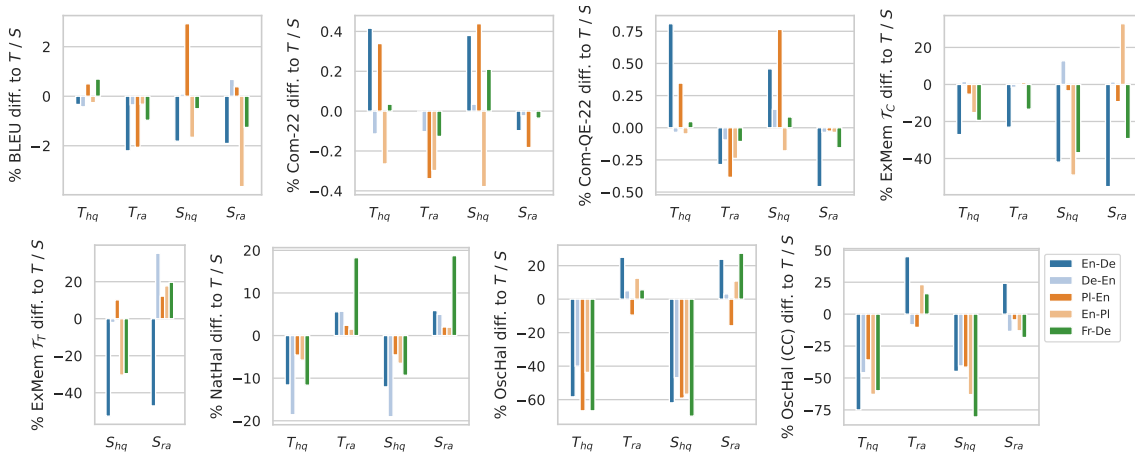 % BLEU diff. to T / S
2
0
−2
T_hq T_ra S_hq S_ra
% Com-22 diff. to T / S
0.4
0.2
0.0
−0.2
−0.4
T_hq T_ra S_hq S_ra
% Com-QE-22 diff. to T / S
0.75
0.50
0.25
0.00
−0.25
−0.50
T_hq T_ra S_hq S_ra
% ExMem 𝒯_C diff. to T / S
20
0
−20
−40
T_hq T_ra S_hq S_ra
% ExMem 𝒯_T diff. to T / S
20
0
−20
−40
S_hq S_ra
% NatHal diff. to T / S
20
10
0
−10
−20
T_hq T_ra S_hq S_ra
% OscHal diff. to T / S
20
0
−20
−40
−60
T_hq T_ra S_hq S_ra
% OscHal (CC) diff. to T / S
50
25
0
−25
−50
−75
T_hq T_ra S_hq S_ra
En-De
De-En
Pl-En
En-Pl
Fr-De